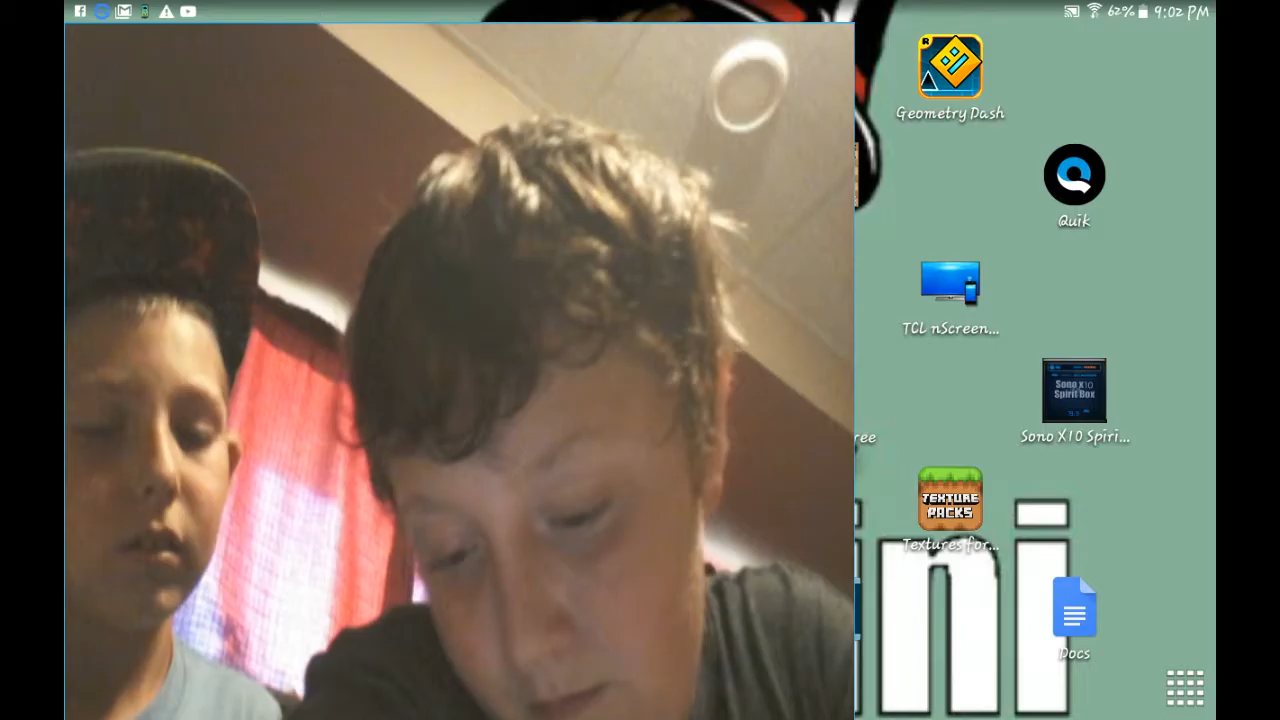 62% 9:02 PM
R
Geometry Dash
Quik
TCL nScreen...
Sono X10
Spirit Box
ree
Sono X10 Spiri...
TEXTURE
PACKS
Textures for...
ini
Docs